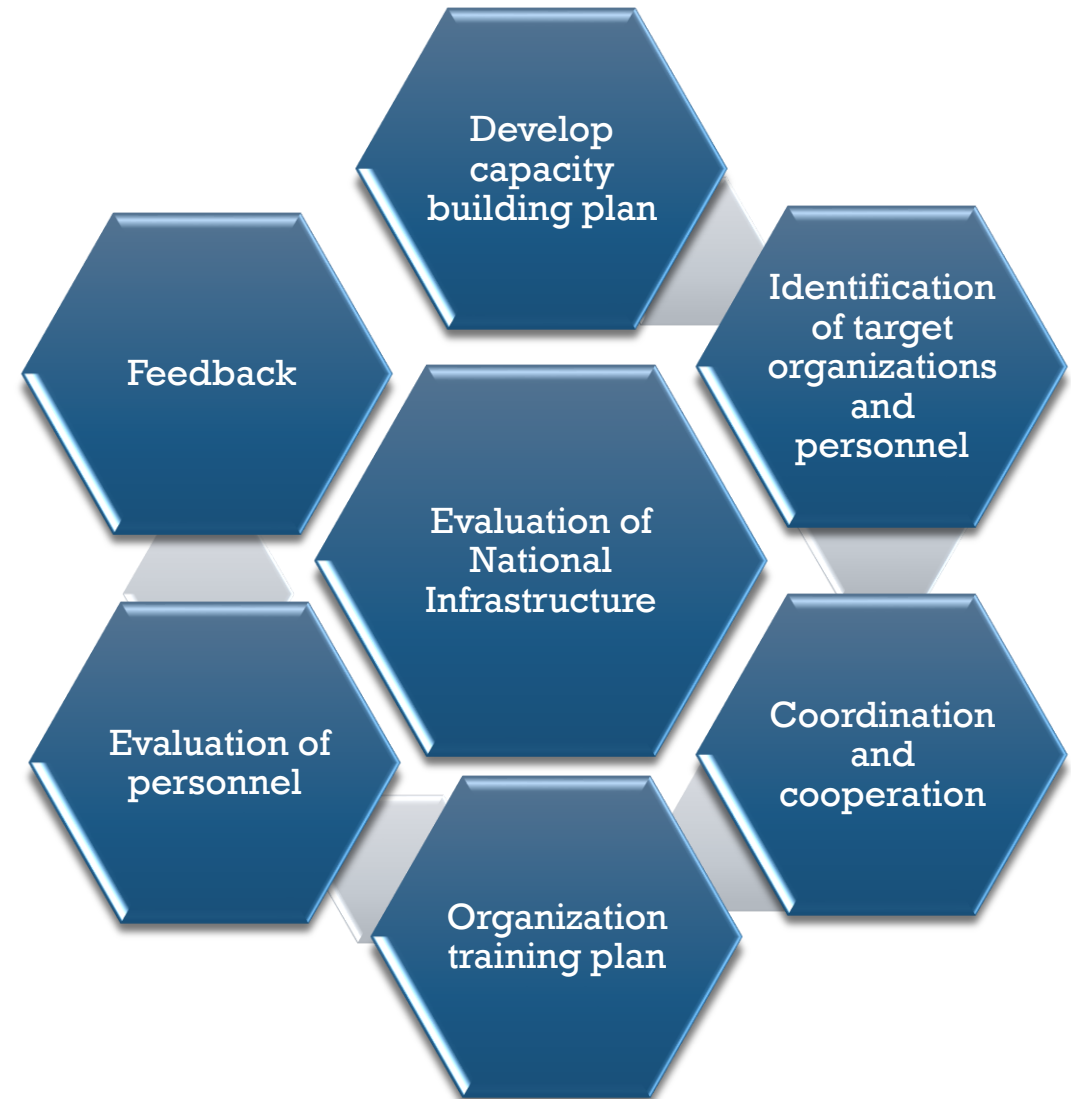 Develop
capacity
building plan
Identification
of target
organizations
and
personnel
Feedback
Evaluation of
National
Infrastructure
Coordination
and
cooperation
Evaluation of
personnel
Organization
training plan